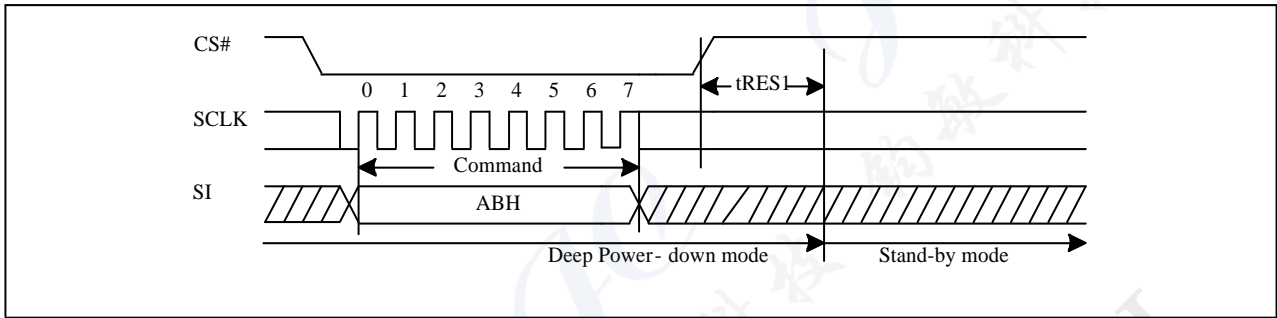 CS#
tRES1
0 1 2 3 4 5 6 7
SCLK
Command
SI
ABH
Deep Power- down mode
Stand-by mode